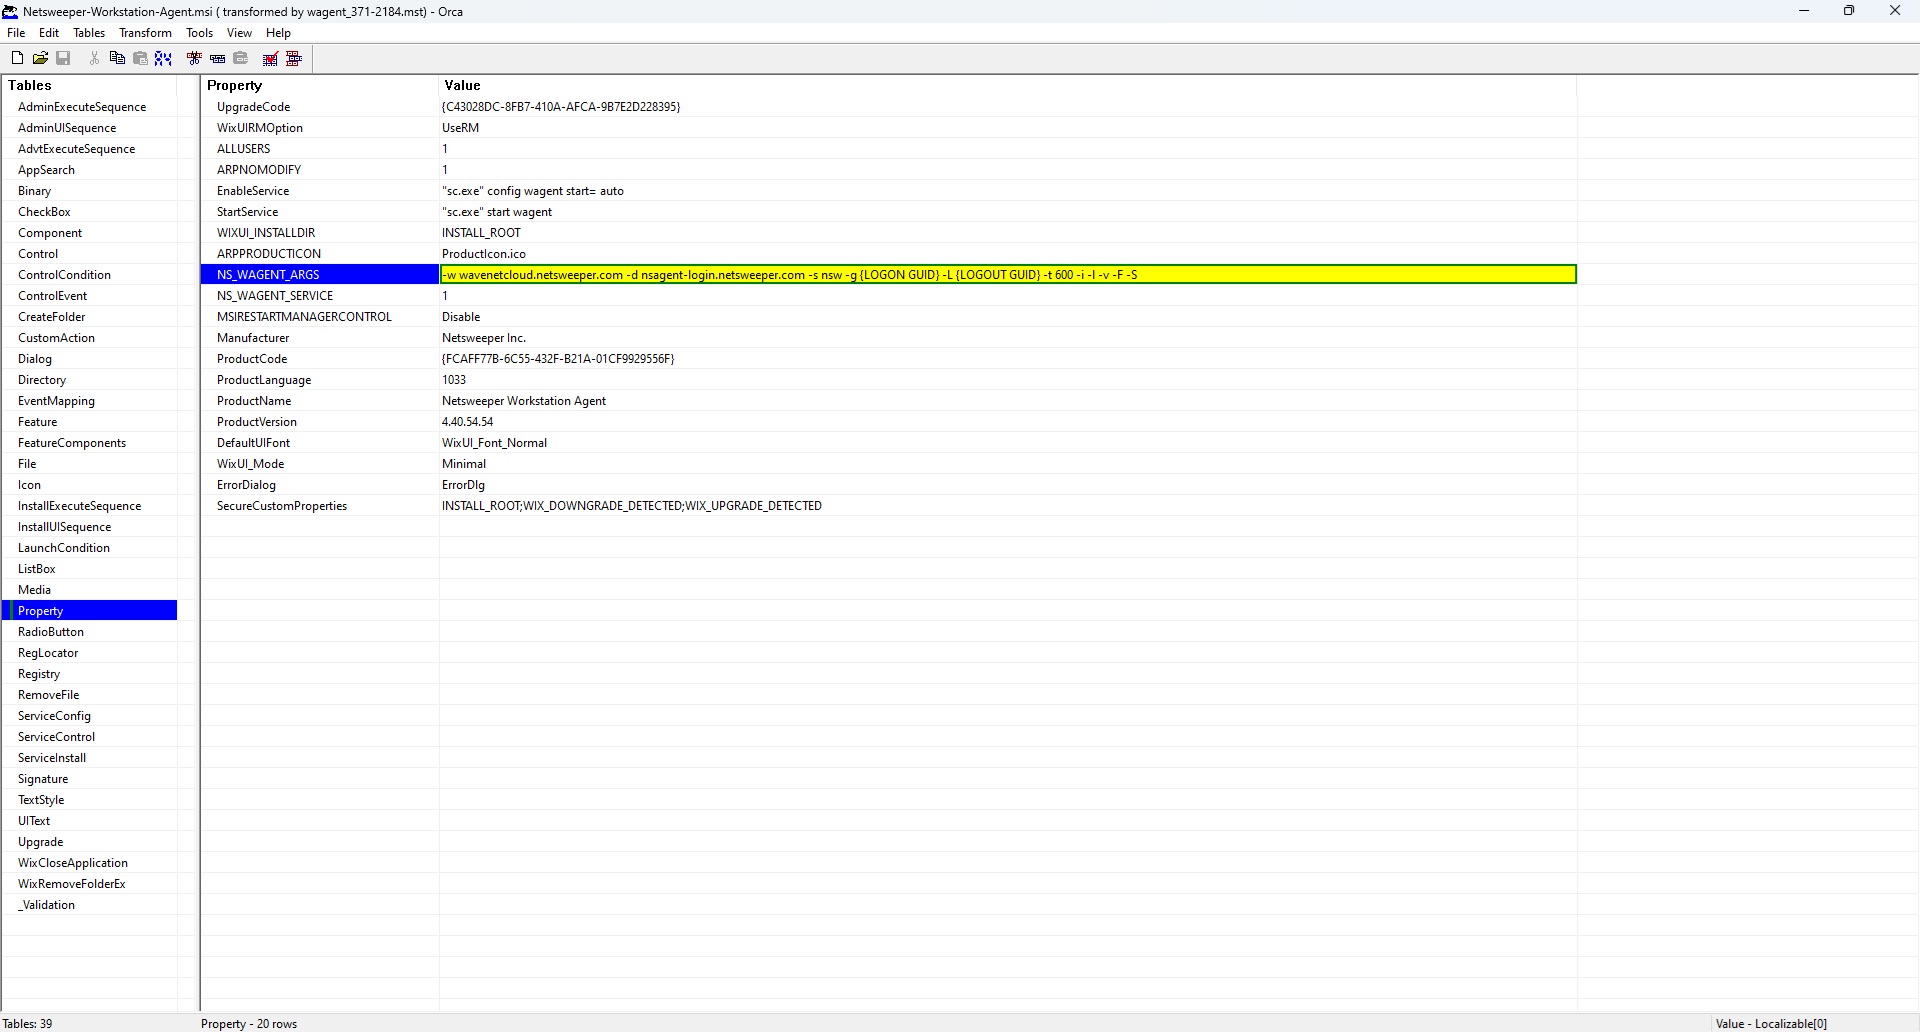 Netsweeper-Workstation-Agent.msi ( transformed by wagent_371-2184.mst) - Orca
File Edit Tables Transform Tools View Help
Tables
AdminExecuteSequence
AdminUISequence
AdvtExecuteSequence
AppSearch
Binary
CheckBox
Component
Control
ControlCondition
ControlEvent
CreateFolder
CustomAction
Dialog
Directory
EventMapping
Feature
FeatureComponents
File
Icon
InstallExecuteSequence
InstallUISequence
LaunchCondition
ListBox
Media
Property
RadioButton
RegLocator
Registry
RemoveFile
ServiceConfig
ServiceControl
ServiceInstall
Signature
TextStyle
UIText
Upgrade
WixCloseApplication
WixRemoveFolderEx
_Validation
Property Value
UpgradeCode {C43028DC-8FB7-410A-AFCA-9B7E2D228395}
WixUIRMOption UseRM
ALLUSERS 1
ARPNOMODIFY 1
EnableService "sc.exe" config wagent start= auto
StartService "sc.exe" start wagent
WIXUI_INSTALLDIR INSTALL_ROOT
ARPPRODUCTICON ProductIcon.ico
NS_WAGENT_ARGS -w wavenetcloud.netsweeper.com -d nsagent-login.netsweeper.com -s nsw -g {LOGON GUID} -L {LOGOUT GUID} -t 600 -i -I -v -F -S
NS_WAGENT_SERVICE 1
MSIRESTARTMANAGERCONTROL Disable
Manufacturer Netsweeper Inc.
ProductCode {FCAFF77B-6C55-432F-B21A-01CF9929556F}
ProductLanguage 1033
ProductName Netsweeper Workstation Agent
ProductVersion 4.40.54.54
DefaultUIFont WixUI_Font_Normal
WixUI_Mode Minimal
ErrorDialog ErrorDlg
SecureCustomProperties INSTALL_ROOT;WIX_DOWNGRADE_DETECTED;WIX_UPGRADE_DETECTED
Tables: 39 Property - 20 rows Value - Localizable[0]